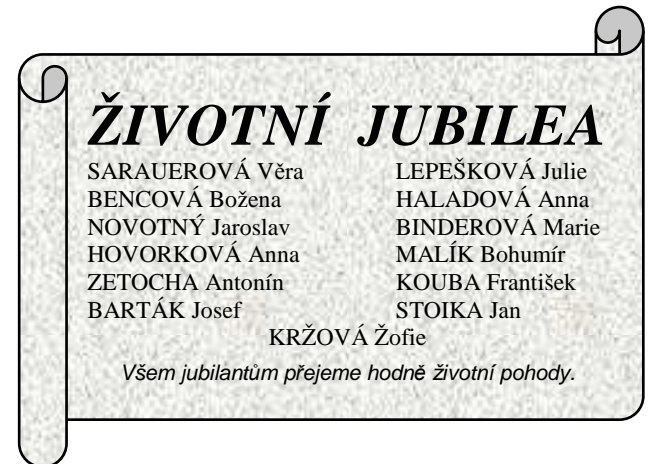 ŽIVOTNÍ JUBILEA
SARAUEROVÁ Věra LEPEŠKOVÁ Julie
BENCOVÁ Božena HALADOVÁ Anna
NOVOTNÝ Jaroslav BINDEROVÁ Marie
HOVORKOVÁ Anna MALÍK Bohumír
ZETOCHA Antonín KOUBA František
BARTÁK Josef STOIKA Jan
KRŽOVÁ Žofie
Všem jubilantům přejeme hodně životní pohody.